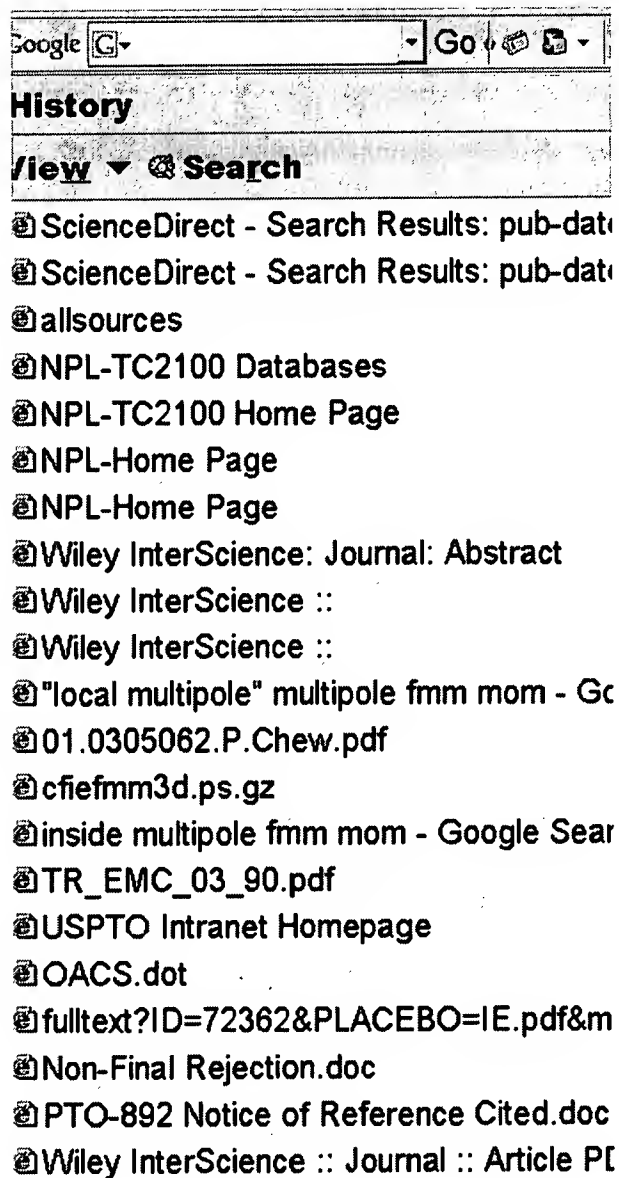 Google G
Go
History
View Search
ScienceDirect - Search Results: pub-dat
ScienceDirect - Search Results: pub-dat
allsources
NPL-TC2100 Databases
NPL-TC2100 Home Page
NPL-Home Page
NPL-Home Page
Wiley InterScience: Journal: Abstract
Wiley InterScience ::
Wiley InterScience ::
"local multipole" multipole fmm mom - Go
01.0305062.P.Chew.pdf
cfiefmm3d.ps.gz
inside multipole fmm mom - Google Sear
TR_EMC_03_90.pdf
USPTO Intranet Homepage
OACS.dot
fulltext?ID=72362&PLACEBO=IE.pdf&m
Non-Final Rejection.doc
PTO-892 Notice of Reference Cited.doc
Wiley InterScience :: Journal :: Article PD